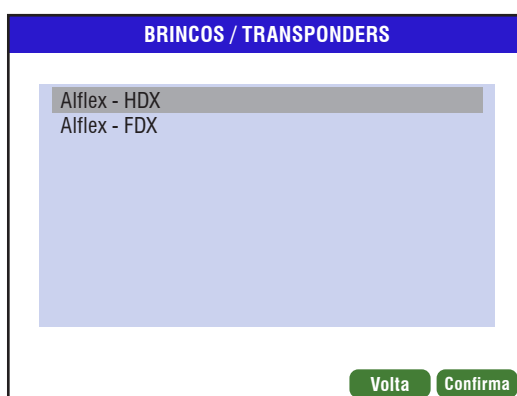 BRINCOS / TRANSPONDERS
Alflex - HDX
Alflex - FDX
Volta Confirma